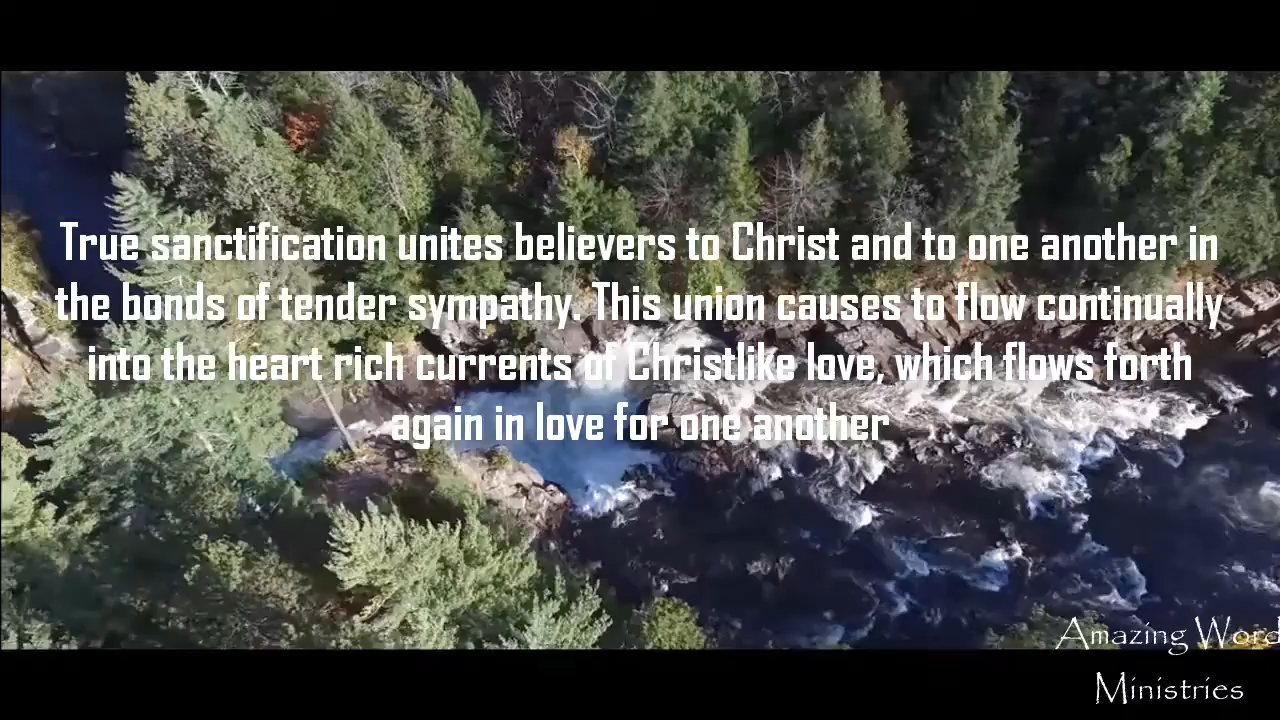 True sanctification unites believers to Christ and to one another in
the bonds of tender sympathy. This union causes to flow continually
into the heart rich currents of Christlike love, which flows forth
again in love for one another
Amazing Word
Ministries